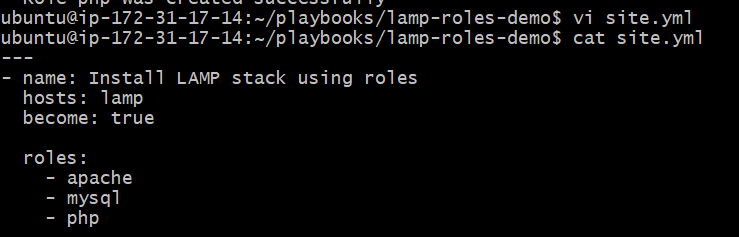 Role php was created successfully
ubuntu@ip-172-31-17-14:~/playbooks/lamp-roles-demo$ vi site.yml
ubuntu@ip-172-31-17-14:~/playbooks/lamp-roles-demo$ cat site.yml
---
- name: Install LAMP stack using roles
  hosts: lamp
  become: true

  roles:
    - apache
    - mysql
    - php